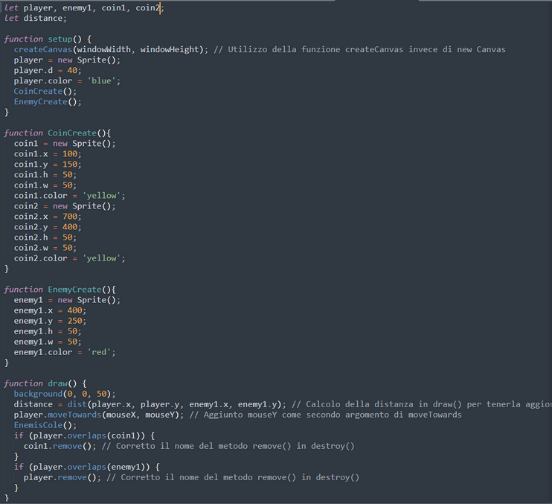 let player, enemy1, coin1, coin2;
let distance;
function setup() {
createCanvas(windowWidth, windowHeight); // Utilizzo della funzione createCanvas invece di new Canvas
player = new Sprite();
player.d = 40;
player.color = 'blue';
CoinCreate();
EnemyCreate();
}
function CoinCreate(){
coin1 = new Sprite();
coin1.x = 100;
coin1.y = 150;
coin1.h = 50;
coin1.w = 50;
coin1.color = 'yellow';
coin2 = new Sprite();
coin2.x = 700;
coin2.y = 400;
coin2.h = 50;
coin2.w = 50;
coin2.color = 'yellow';
}
function EnemyCreate(){
enemy1 = new Sprite();
enemy1.x = 400;
enemy1.y = 250;
enemy1.h = 50;
enemy1.w = 50;
enemy1.color = 'red';
}
function draw() {
background(0, 0, 50);
distance = dist(player.x, player.y, enemy1.x, enemy1.y); // Calcolo della distanza in draw() per tenerla
player.moveTowards(mouseX, mouseY); // Aggiunto mouseY come secondo argomento di moveTowards
EnemisCole();
if (player.overlaps(coin1)) {
coin1.remove(); // Corretto il nome del metodo remove() in destroy()
}
if (player.overlaps(enemy1)) {
player.remove(); // Corretto il nome del metodo remove() in destroy()
}
}